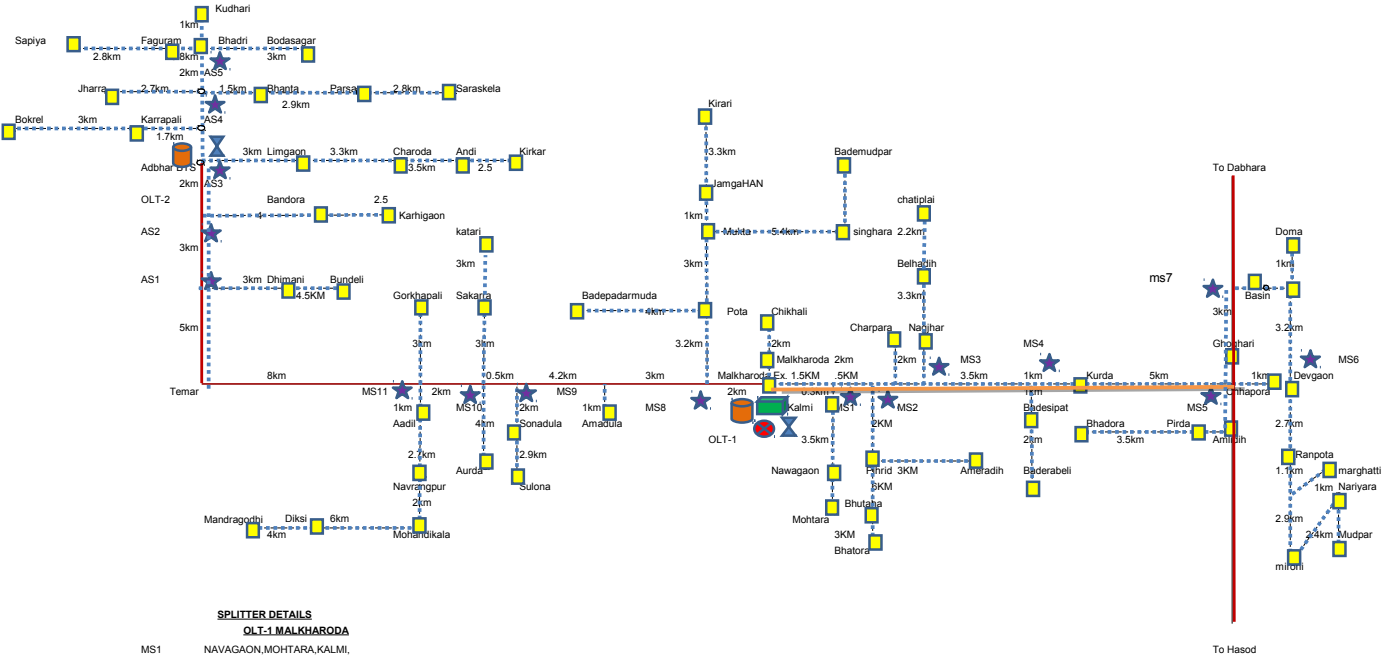 Kudhari
1km
Sapiya Faguram Bhadri Bodasagar
2.8km 8km 3km
2km AS5
Jharra 2.7km 1.5km Bhanta Parsa 2.8km Saraskela
2.9km
Bokrel 3km Karrapali AS4
1.7km
3km Limgaon 3.3km Charoda Andi Kirkar
Adbhar BTS 3.5km 2.5
2km AS3
OLT-2 Bandora 2.5
4 Karhigaon
AS2
3km
AS1 3km Dhimani Bundeli
4.5KM
5km
Kirari
3.3km
Bademudpar
JamgaHAN
1km
Mukta 5.4km singhara
chatiplai
2.2km
katari
3km
3km
Belhadih
3.3km
Gorkhapali Sakarra Badepadarmuda
4km
Pota Chikhali
Charpara Nagjhar
3km 3km 3.2km 2km 2km
Malkharoda 2km
To Dabhara
Doma
1km
ms7
Basin
3km
3.2km
Ghoghari
MS3 MS4 MS6
8km 0.5km 4.2km 3km Malkharoda Ex. 1.5KM .5KM 3.5km 1km Kurda 5km 1km Devgaon
Temar MS11 2km MS10 MS9 MS8 2km 6.3km 1km MS5 Chhapora
1km 2km 1km Kalmi MS1 MS2 Badesipat
Aadil 4km Sonadula Amadula 2KM Bhadora Pirda Amlidih
OLT-1 3.5km 2km 3.5km
2.7km 2.9km 2.7km
Aurda Nawagaon 3KM Ameradih Baderabeli Ranpota
Navrangpur Sulona 6KM 1.1km marghatti
2km Bhutaha 1km Nariyara
Mandragodhi Diksi 6km Mohtara 2.9km
4km Mohandikala 3KM 2.4km Mudpar
Bhatora
SPLITTER DETAILS
OLT-1 MALKHARODA
MS1 NAVAGAON,MOHTARA,KALMI,
To Hasod